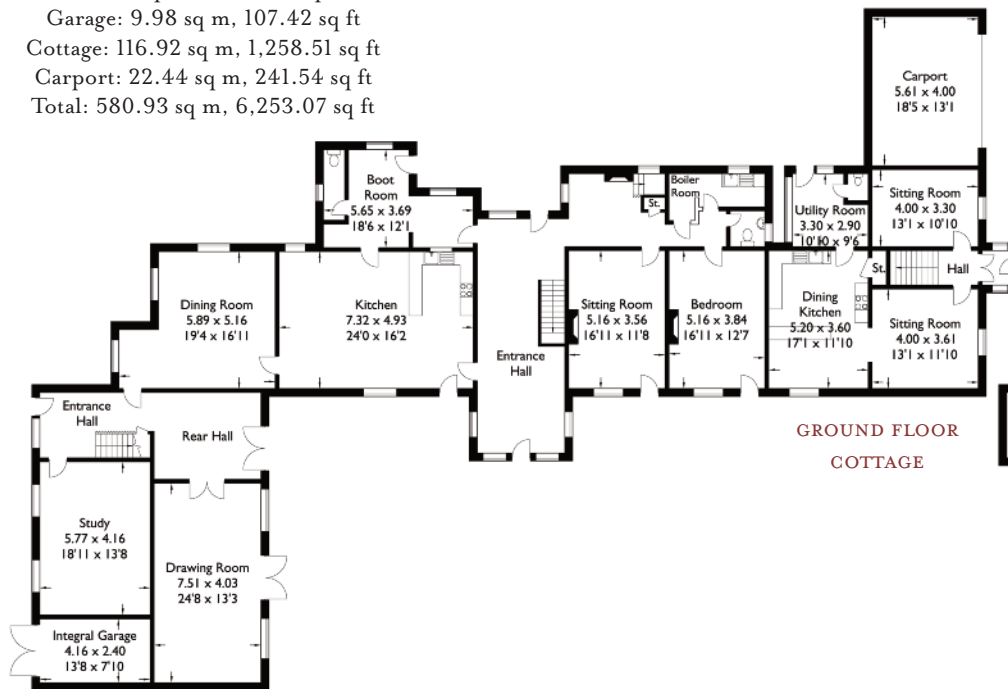 Garage: 9.98 sq m, 107.42 sq ft
Cottage: 116.92 sq m, 1,258.51 sq ft
Carport: 22.44 sq m, 241.54 sq ft
Total: 580.93 sq m, 6,253.07 sq ft
Carport
5.61 x 4.00
18'5 x 13'1
Boot
Room
5.65 x 3.69
18'6 x 12'1
Boiler
Room
St.
Utility Room
3.30 x 2.90
10'10 x 9'6
Sitting Room
4.00 x 3.30
13'1 x 10'10
St.
Hall
Dining Room
5.89 x 5.16
19'4 x 16'11
Kitchen
7.32 x 4.93
24'0 x 16'2
Sitting Room
5.16 x 3.56
16'11 x 11'8
Bedroom
5.16 x 3.84
16'11 x 12'7
Dining
Kitchen
5.20 x 3.60
17'1 x 11'10
Sitting Room
4.00 x 3.61
13'1 x 11'10
Entrance
Hall
Entrance
Hall
Rear Hall
GROUND FLOOR
COTTAGE
Study
5.77 x 4.16
18'11 x 13'8
Drawing Room
7.51 x 4.03
24'8 x 13'3
Integral Garage
4.16 x 2.40
13'8 x 7'10